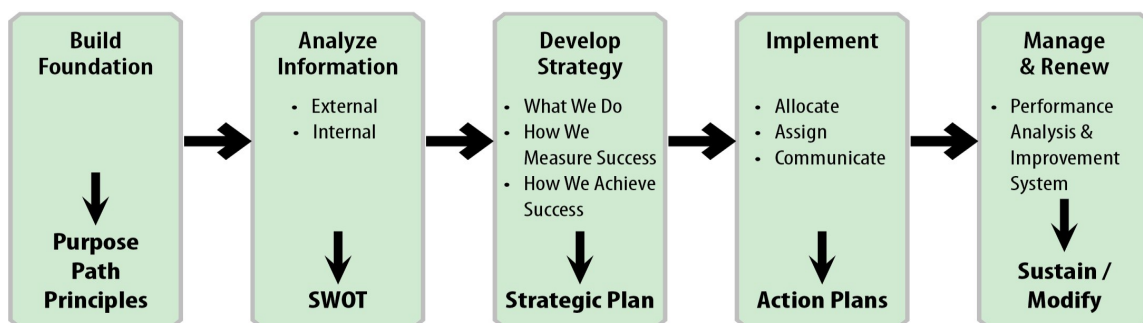 Build
Foundation
Purpose
Path
Principles
Analyze
Information
• External
• Internal
SWOT
Develop
Strategy
• What We Do
• How We
Measure Success
• How We Achieve
Success
Strategic Plan
Implement
• Allocate
• Assign
• Communicate
Action Plans
Manage
& Renew
• Performance
Analysis &
Improvement
System
Sustain /
Modify